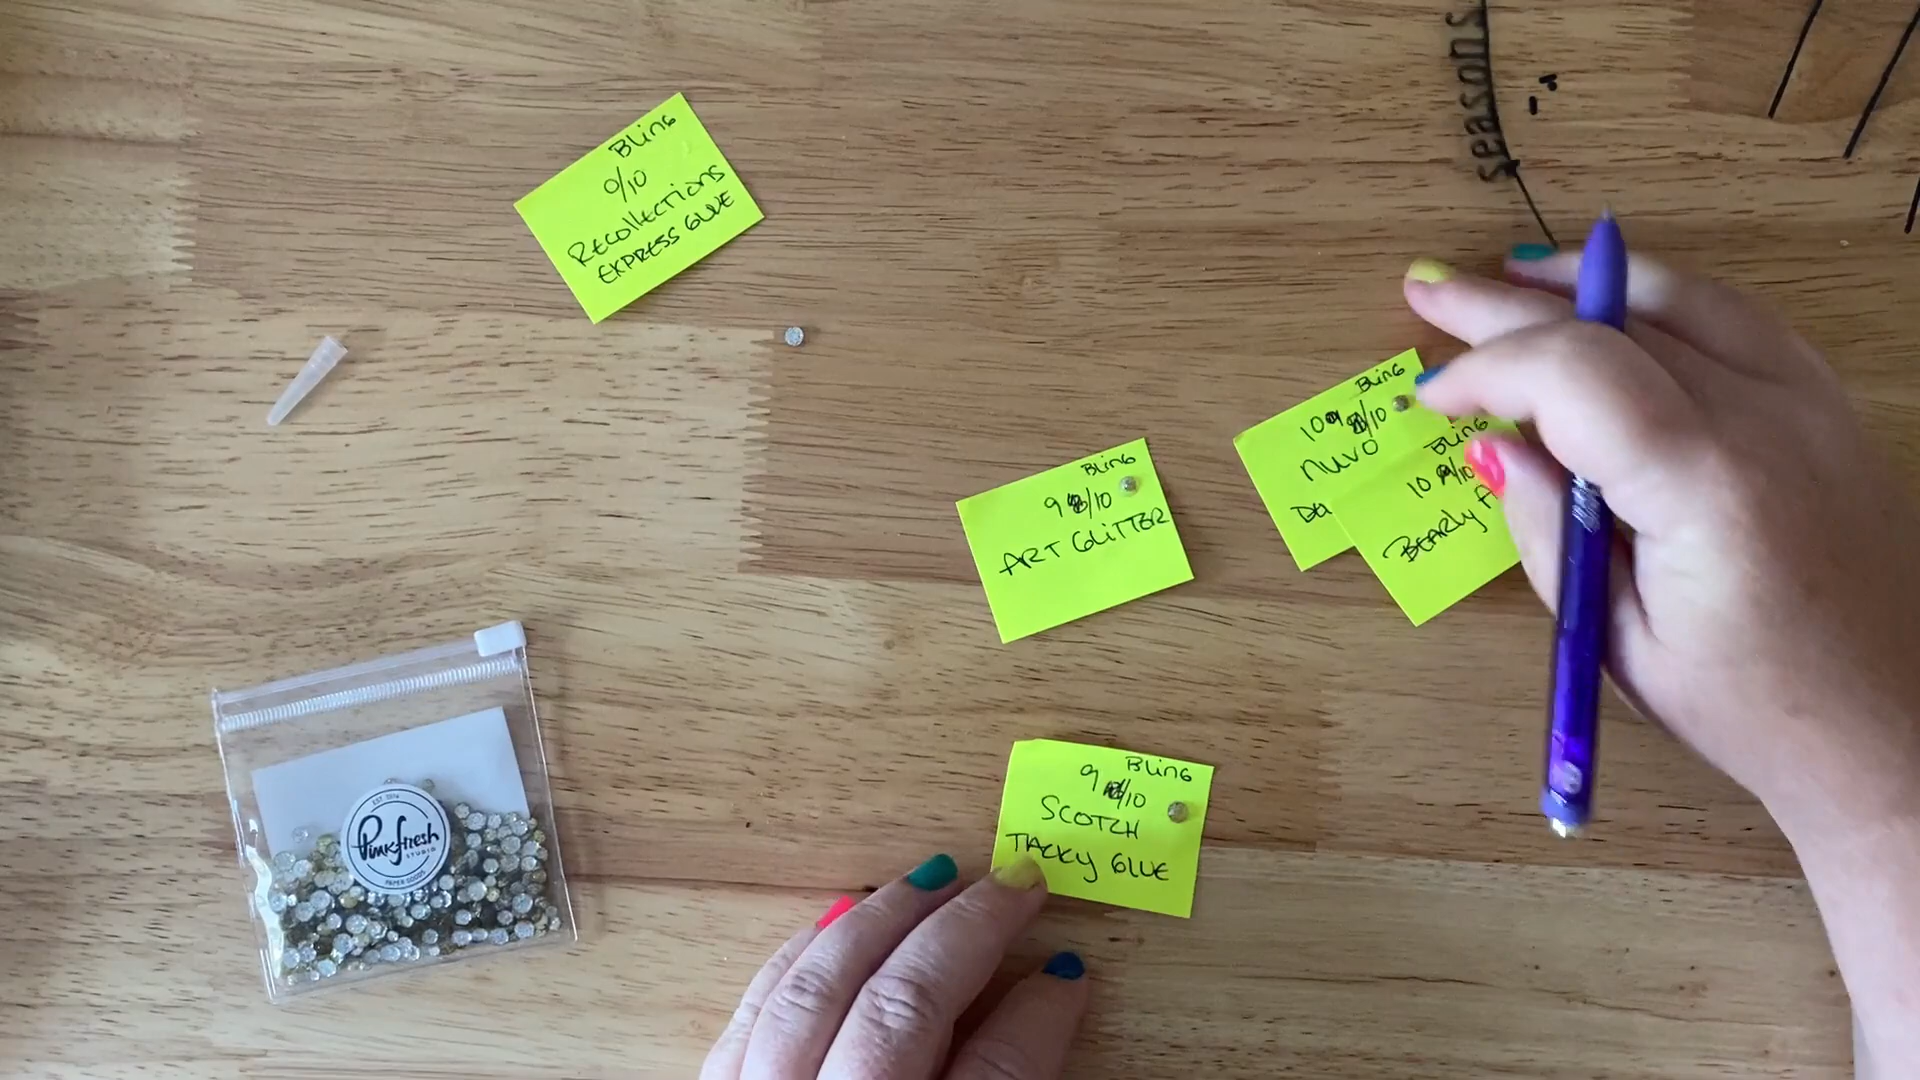 seasons
Bling
0/10
Recollections
Express Glue
Bling
10 /10
nuvo
Bling
10 /10
Bearly
Bling
9 /10
Art Glitter
Bling
9 /10
Scotch
Tacky Glue
EST. 2016
Pinkfresh
STUDIO
PAPER GOODS